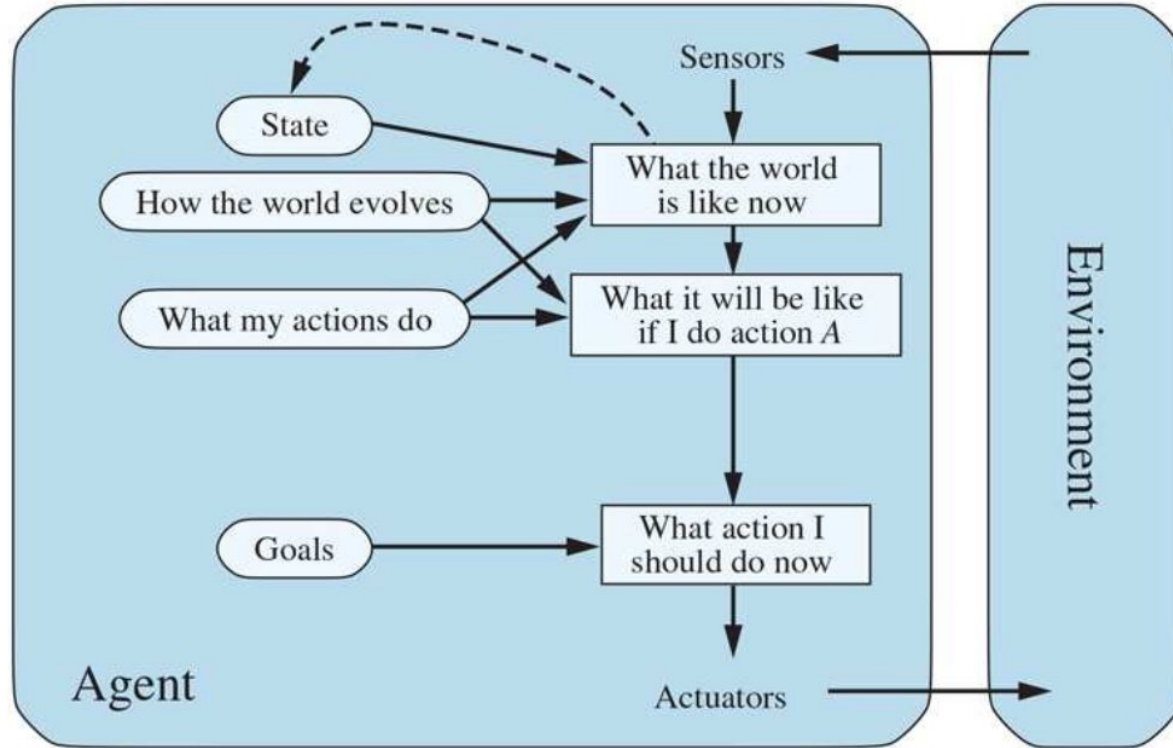 Sensors
State
What the world
is like now
How the world evolves
What it will be like
if I do action A
What my actions do
Goals
What action I
should do now
Agent
Actuators
Environment